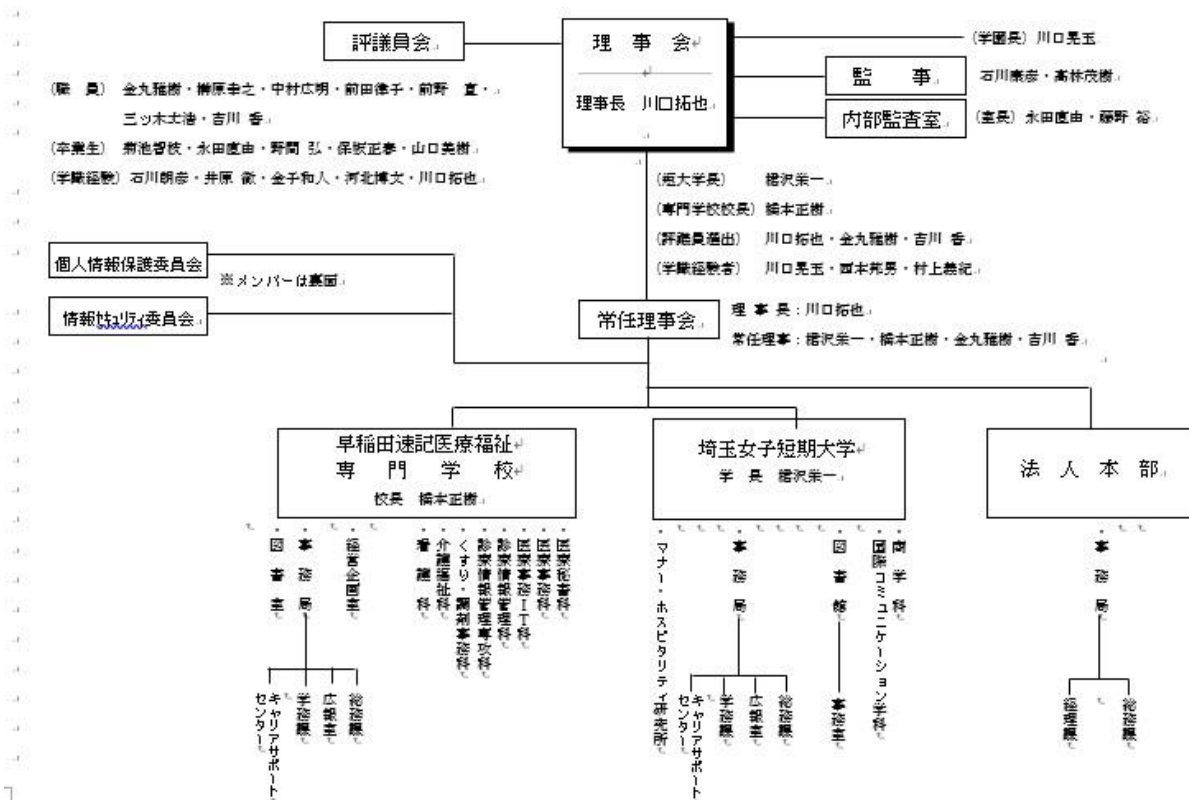 評議員会
理 事 会
理事長 川口拓也
(学園長) 川口晃玉
監 事
石川康彦・高林茂樹
内部監査室
(室長) 永田直由・藤野 裕
(職 員) 金丸雅樹・榊原圭之・中村広明・前田律子・前野 直・
三ッ木丈浩・吉川 香
(卒業生) 菊池智枝・永田直由・野間 弘・保坂正春・山口美樹
(学識経験) 石川朗彦・井原 徹・金子和人・河北博文・川口拓也
(短大学長) 楮沢栄一
(専門学校校長) 橋本正樹
(評議員選出) 川口拓也・金丸雅樹・吉川 香
(学識経験者) 川口晃玉・西本邦男・村上義紀
個人情報保護委員会
※メンバーは裏面
情報セキュリティ委員会
常任理事会
理 事 長:川口拓也
常任理事:楮沢栄一・橋本正樹・金丸雅樹・吉川 香
早稲田速記医療福祉
専 門 学 校
校長 橋本正樹
埼玉女子短期大学
学 長 楮沢栄一
法 人 本 部
・医療秘書科
・医療事務科
・医療事務IT科
・診療情報管理科
・診療情報管理専攻科
・くすり・調剤事務科
・介護福祉科
・看 護 科
・経営企画室
・事 務 局
・図 書 室
総務課
広報室
学務課
キャリアサポート
センター
・商 学 科
・国際コミュニケーション学科
・図 書 館
事務室
・事 務 局
総務課
広報室
学務課
キャリアサポート
センター
・マナー・ホスピタリティ研究所
・事 務 局
総務課
経理課